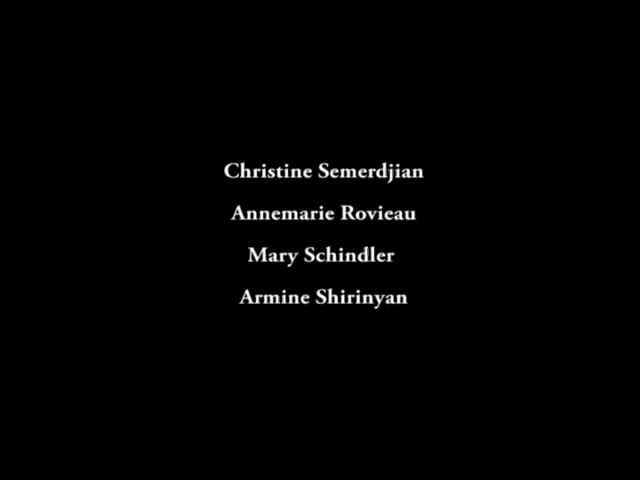 Christine Semerdjian
Annemarie Rovieau
Mary Schindler
Armine Shirinyan